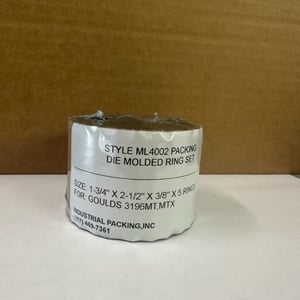 STYLE ML4002 PACKING
DIE MOLDED RING SET
SIZE: 1-3/4" X 2-1/2" X 3/8" X 5 RINGS
FOR: GOULDS 3196MT,MTX
INDUSTRIAL PACKING,INC